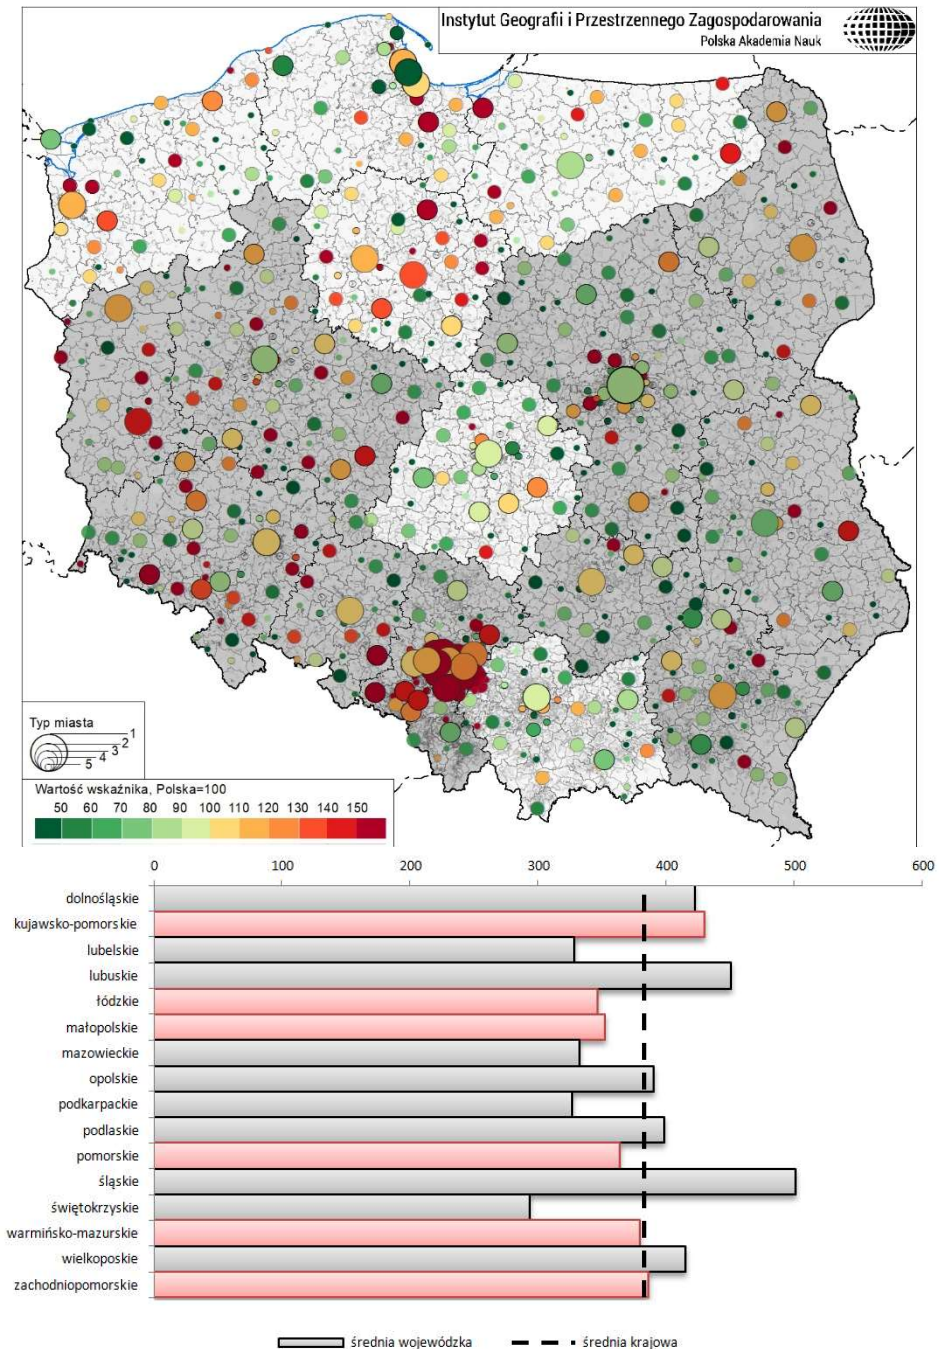 Instytut Geografii i Przestrzennego Zagospodarowania
Polska Akademia Nauk
Typ miasta
1
2
3
4
5
Wartość wskaźnika, Polska=100
50 60 70 80 90 100 110 120 130 140 150
0 100 200 300 400 500 600
dolnośląskie
kujawsko-pomorskie
lubelskie
lubuskie
łódzkie
małopolskie
mazowieckie
opolskie
podkarpackie
podlaskie
pomorskie
śląskie
świętokrzyskie
warmińsko-mazurskie
wielkoposkie
zachodniopomorskie
średnia wojewódzka średnia krajowa